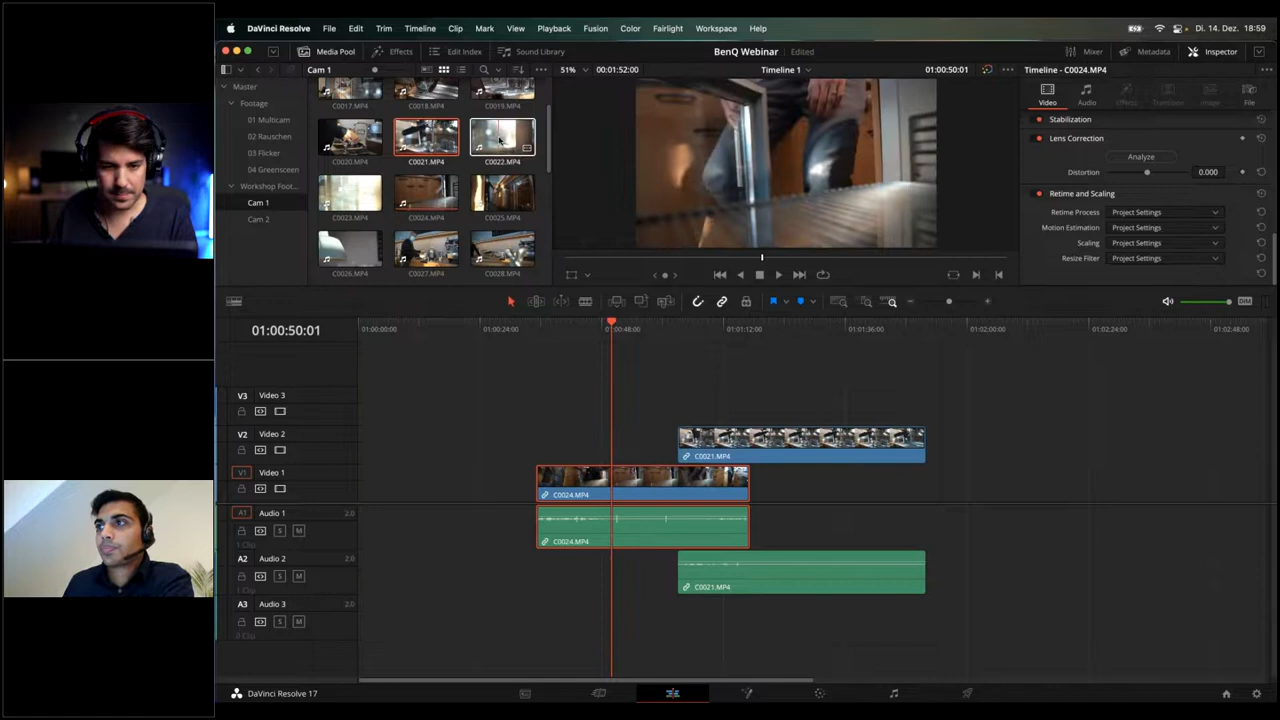 DaVinci Resolve File Edit Trim Timeline Clip Mark View Playback Fusion Color Fairlight Workspace Help Di. 14. Dez. 18:59
Media Pool Effects Edit Index Sound Library BenQ Webinar Edited Mixer Metadata Inspector
Cam 1 51% 00:01:52:00 Timeline 1 01:00:50:01 Timeline - C0024.MP4
Master
Footage
01 Multicam
02 Rauschen
03 Flicker
04 Greenscreen
Workshop Foot...
Cam 1
Cam 2
C0017.MP4 C0018.MP4 C0019.MP4
C0020.MP4 C0021.MP4 C0022.MP4
C0023.MP4 C0024.MP4 C0025.MP4
C0026.MP4 C0027.MP4 C0028.MP4
Video Audio Effects Transition Image File
Stabilization
Lens Correction
Analyze
Distortion 0.000
Retime and Scaling
Retime Process Project Settings
Motion Estimation Project Settings
Scaling Project Settings
Resize Filter Project Settings
DIM
01:00:50:01 01:00:00:00 01:00:24:00 01:00:48:00 01:01:12:00 01:01:36:00 01:02:00:00 01:02:24:00 01:02:48:00
V3 Video 3
V2 Video 2
C0021.MP4
V1 Video 1
C0024.MP4
A1 Audio 1 2.0
S M
1 Clip
C0024.MP4
A2 Audio 2 2.0
S M
1 Clip
C0021.MP4
A3 Audio 3 2.0
S M
0 Clip
DaVinci Resolve 17